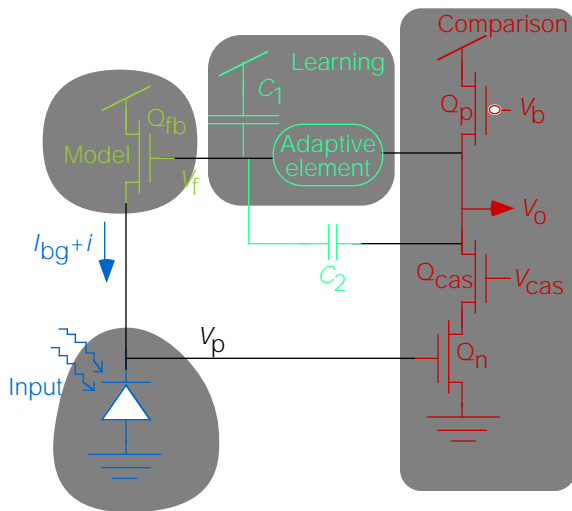 Comparison
Learning
C1
Qfb
Qp
Vb
Model
Adaptive
element
Vf
Vo
Ibg+i
C2
Qcas
Vcas
Vp
Qn
Input